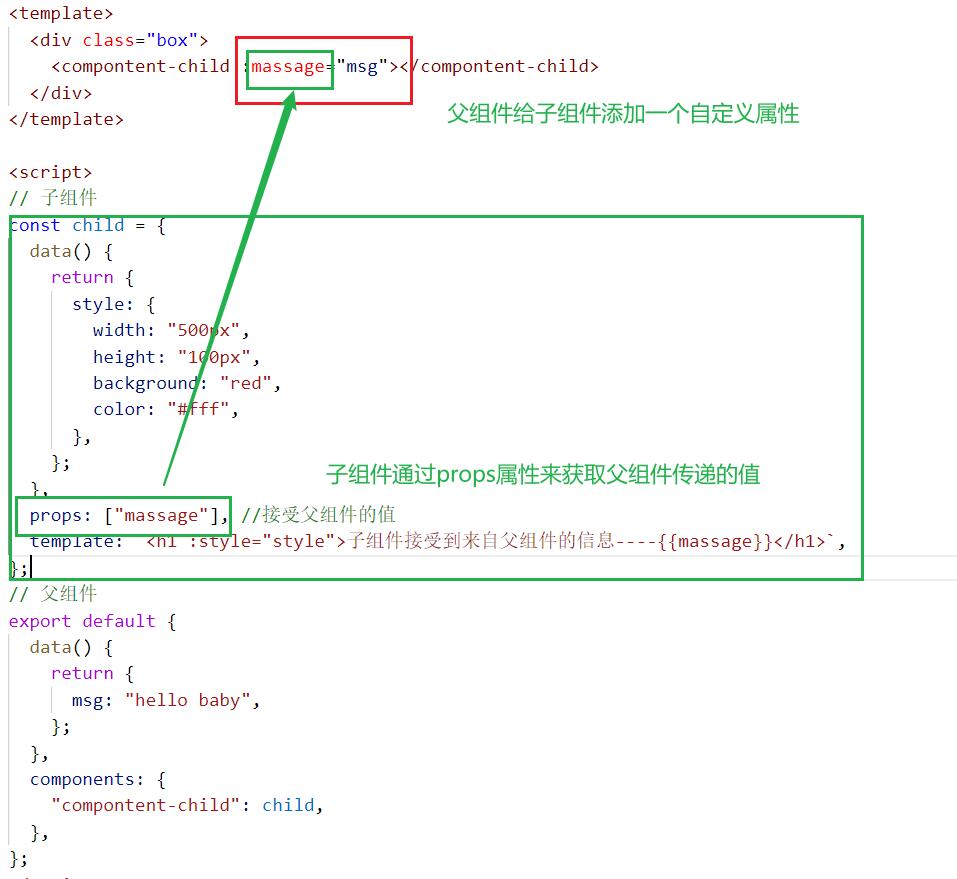 <template>
<div class="box">
<compontent-child :massage="msg"></compontent-child>
</div>
父组件给子组件添加一个自定义属性
</template>
<script>
// 子组件
const child = {
data() {
return {
style: {
width: "500px",
height: "100px",
background: "red",
color: "#fff",
},
};
子组件通过props属性来获取父组件传递的值
},
props: ["massage"], //接受父组件的值
template: `<h1 :style="style">子组件接受到来自父组件的信息----{{massage}}</h1>`,
};
// 父组件
export default {
data() {
return {
msg: "hello baby",
};
},
components: {
"compontent-child": child,
},
};